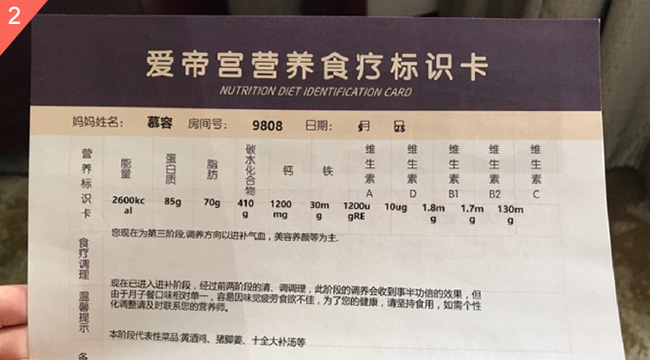 2
爱帝宫营养食疗标识卡
NUTRITION DIET IDENTIFICATION CARD
妈妈姓名： 慕容 房间号： 9808 日期： 5月 25日
营养标识卡
能量 蛋白质 脂肪 碳水化合物 钙 铁 维生素A 维生素D 维生素B1 维生素B2 维生素C
2600kcal 85g 70g 410g 1200mg 30mg 1200ugRE 10ug 1.8mg 1.7mg 130mg
食疗调理
您现在为第三阶段,调养方向以进补气血，美容养颜等为主.
温馨提示
现在已进入进补阶段，经过前两阶段的清、调调理，此阶段的调养会收到事半功倍的效果，但
由于月子餐口味相对单一，容易因味觉疲劳食欲不佳，为了您的健康，请坚持食用，如需个性
化调整请及时联系您的营养师。
本阶段代表性菜品:黄酒鸡、猪脚姜、十全大补汤等